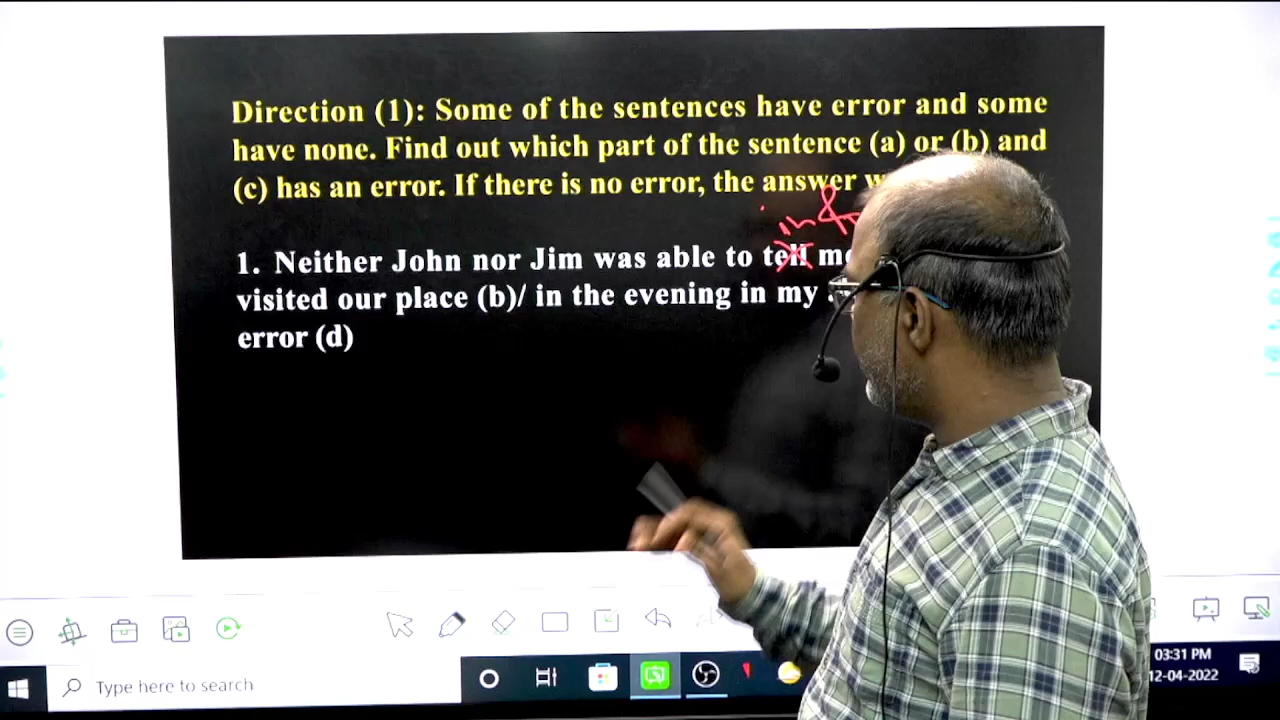 Direction (1): Some of the sentences have error and some
have none. Find out which part of the sentence (a) or (b) and
(c) has an error. If there is no error, the answer
1. Neither John nor Jim was able to tell
visited our place (b)/ in the evening in my
error (d)
Type here to search
03:31 PM
12-04-2022